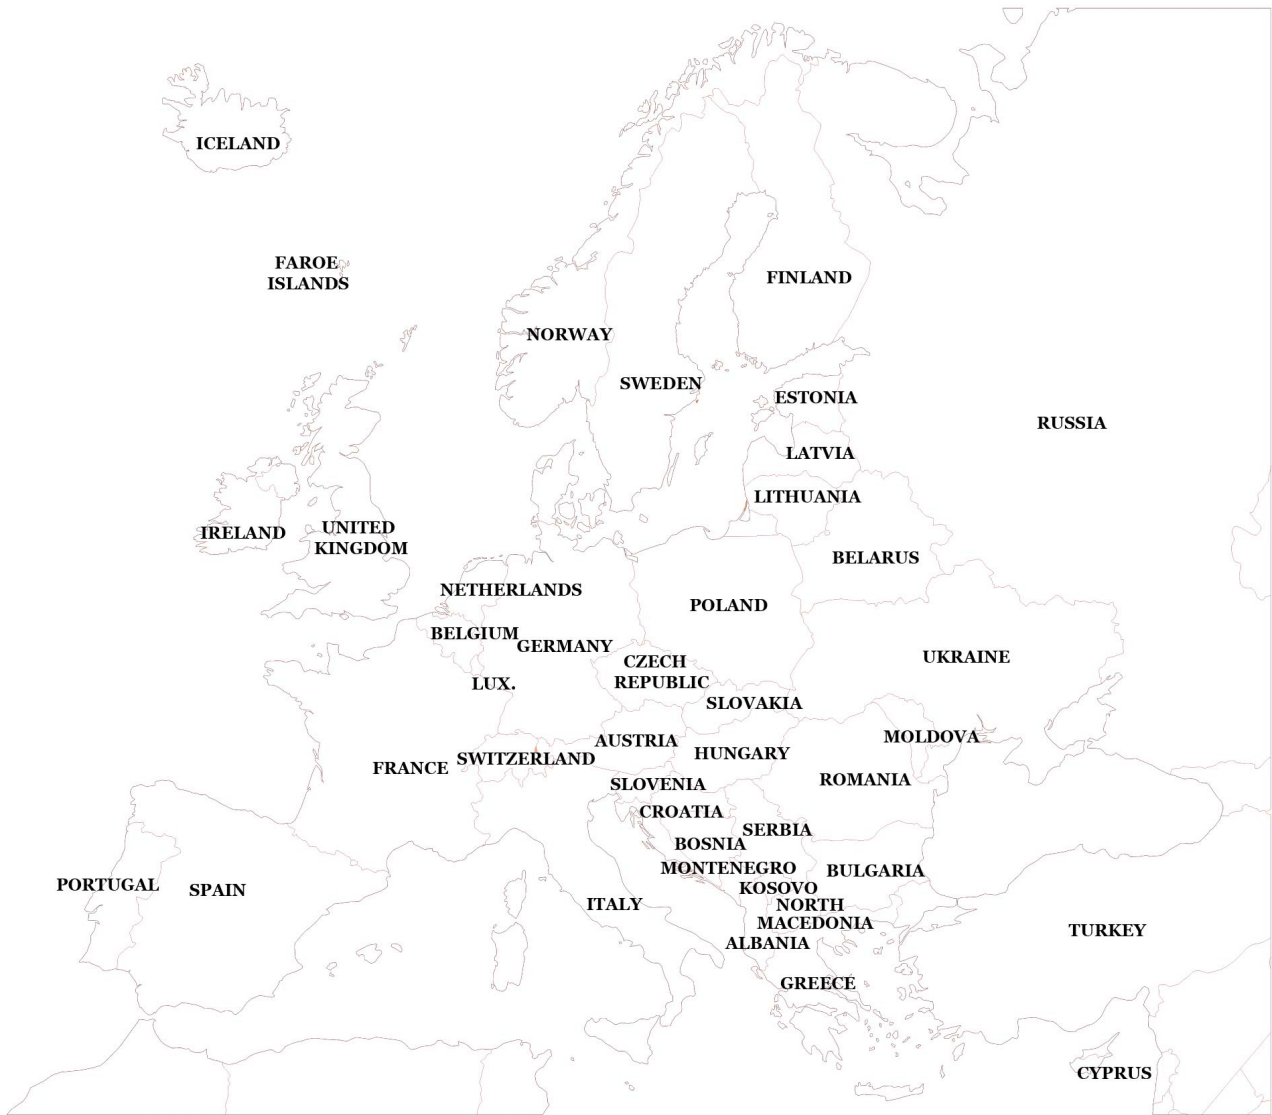 ICELAND
FAROE
ISLANDS
FINLAND
NORWAY
SWEDEN
ESTONIA
RUSSIA
LATVIA
LITHUANIA
IRELAND
UNITED
KINGDOM
BELARUS
NETHERLANDS
POLAND
BELGIUM
GERMANY
UKRAINE
CZECH
REPUBLIC
LUX.
SLOVAKIA
MOLDOVA
AUSTRIA
HUNGARY
SWITZERLAND
FRANCE
ROMANIA
SLOVENIA
CROATIA
SERBIA
BOSNIA
MONTENEGRO
BULGARIA
PORTUGAL
SPAIN
KOSOVO
ITALY
NORTH
MACEDONIA
TURKEY
ALBANIA
GREECE
CYPRUS